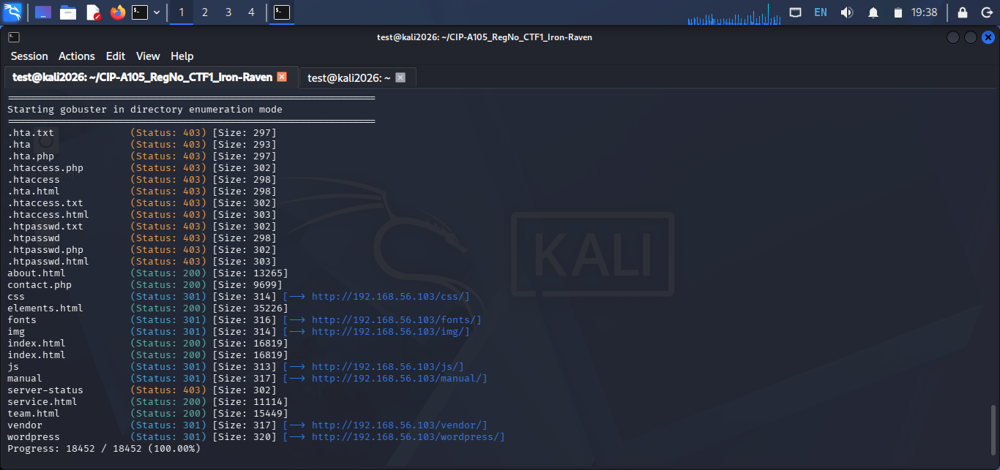 1 2 3 4 EN 19:38
test@kali2026: ~/CIP-A105_RegNo_CTF1_Iron-Raven
Session Actions Edit View Help
test@kali2026: ~/CIP-A105_RegNo_CTF1_Iron-Raven test@kali2026: ~
===============================================================
Starting gobuster in directory enumeration mode
===============================================================
.hta.txt (Status: 403) [Size: 297]
.hta (Status: 403) [Size: 293]
.hta.php (Status: 403) [Size: 297]
.htaccess.php (Status: 403) [Size: 302]
.htaccess (Status: 403) [Size: 298]
.hta.html (Status: 403) [Size: 298]
.htaccess.txt (Status: 403) [Size: 302]
.htaccess.html (Status: 403) [Size: 303]
.htpasswd.txt (Status: 403) [Size: 302]
.htpasswd (Status: 403) [Size: 298]
.htpasswd.php (Status: 403) [Size: 302]
.htpasswd.html (Status: 403) [Size: 303]
about.html (Status: 200) [Size: 13265]
contact.php (Status: 200) [Size: 9699]
css (Status: 301) [Size: 314] [--> http://192.168.56.103/css/]
elements.html (Status: 200) [Size: 35226]
fonts (Status: 301) [Size: 316] [--> http://192.168.56.103/fonts/]
img (Status: 301) [Size: 314] [--> http://192.168.56.103/img/]
index.html (Status: 200) [Size: 16819]
index.html (Status: 200) [Size: 16819]
js (Status: 301) [Size: 313] [--> http://192.168.56.103/js/]
manual (Status: 301) [Size: 317] [--> http://192.168.56.103/manual/]
server-status (Status: 403) [Size: 302]
service.html (Status: 200) [Size: 11114]
team.html (Status: 200) [Size: 15449]
vendor (Status: 301) [Size: 317] [--> http://192.168.56.103/vendor/]
wordpress (Status: 301) [Size: 320] [--> http://192.168.56.103/wordpress/]
Progress: 18452 / 18452 (100.00%)
KALI